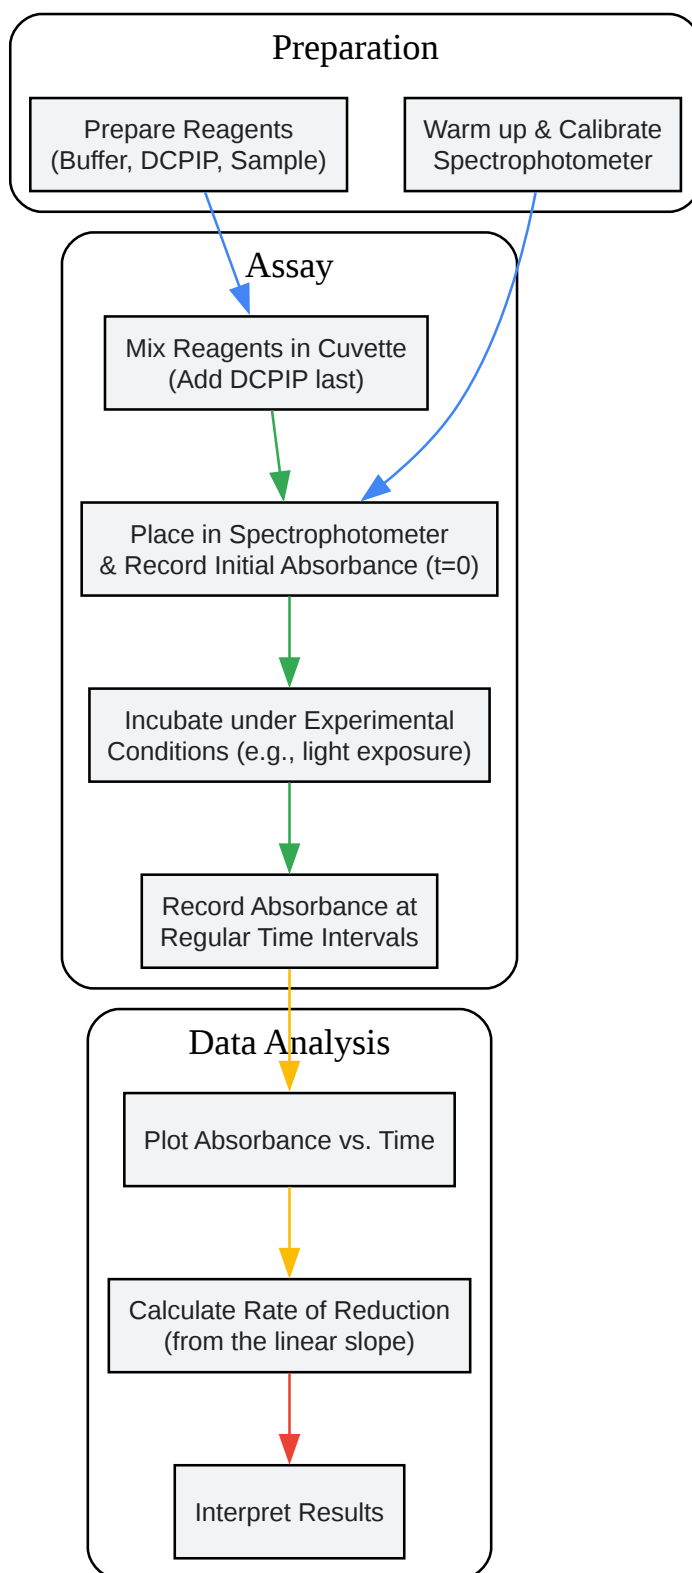 Preparation
Prepare Reagents
(Buffer, DCPIP, Sample)
Warm up & Calibrate
Spectrophotometer
Assay
Mix Reagents in Cuvette
(Add DCPIP last)
Place in Spectrophotometer
& Record Initial Absorbance (t=0)
Incubate under Experimental
Conditions (e.g., light exposure)
Record Absorbance at
Regular Time Intervals
Data Analysis
Plot Absorbance vs. Time
Calculate Rate of Reduction
(from the linear slope)
Interpret Results